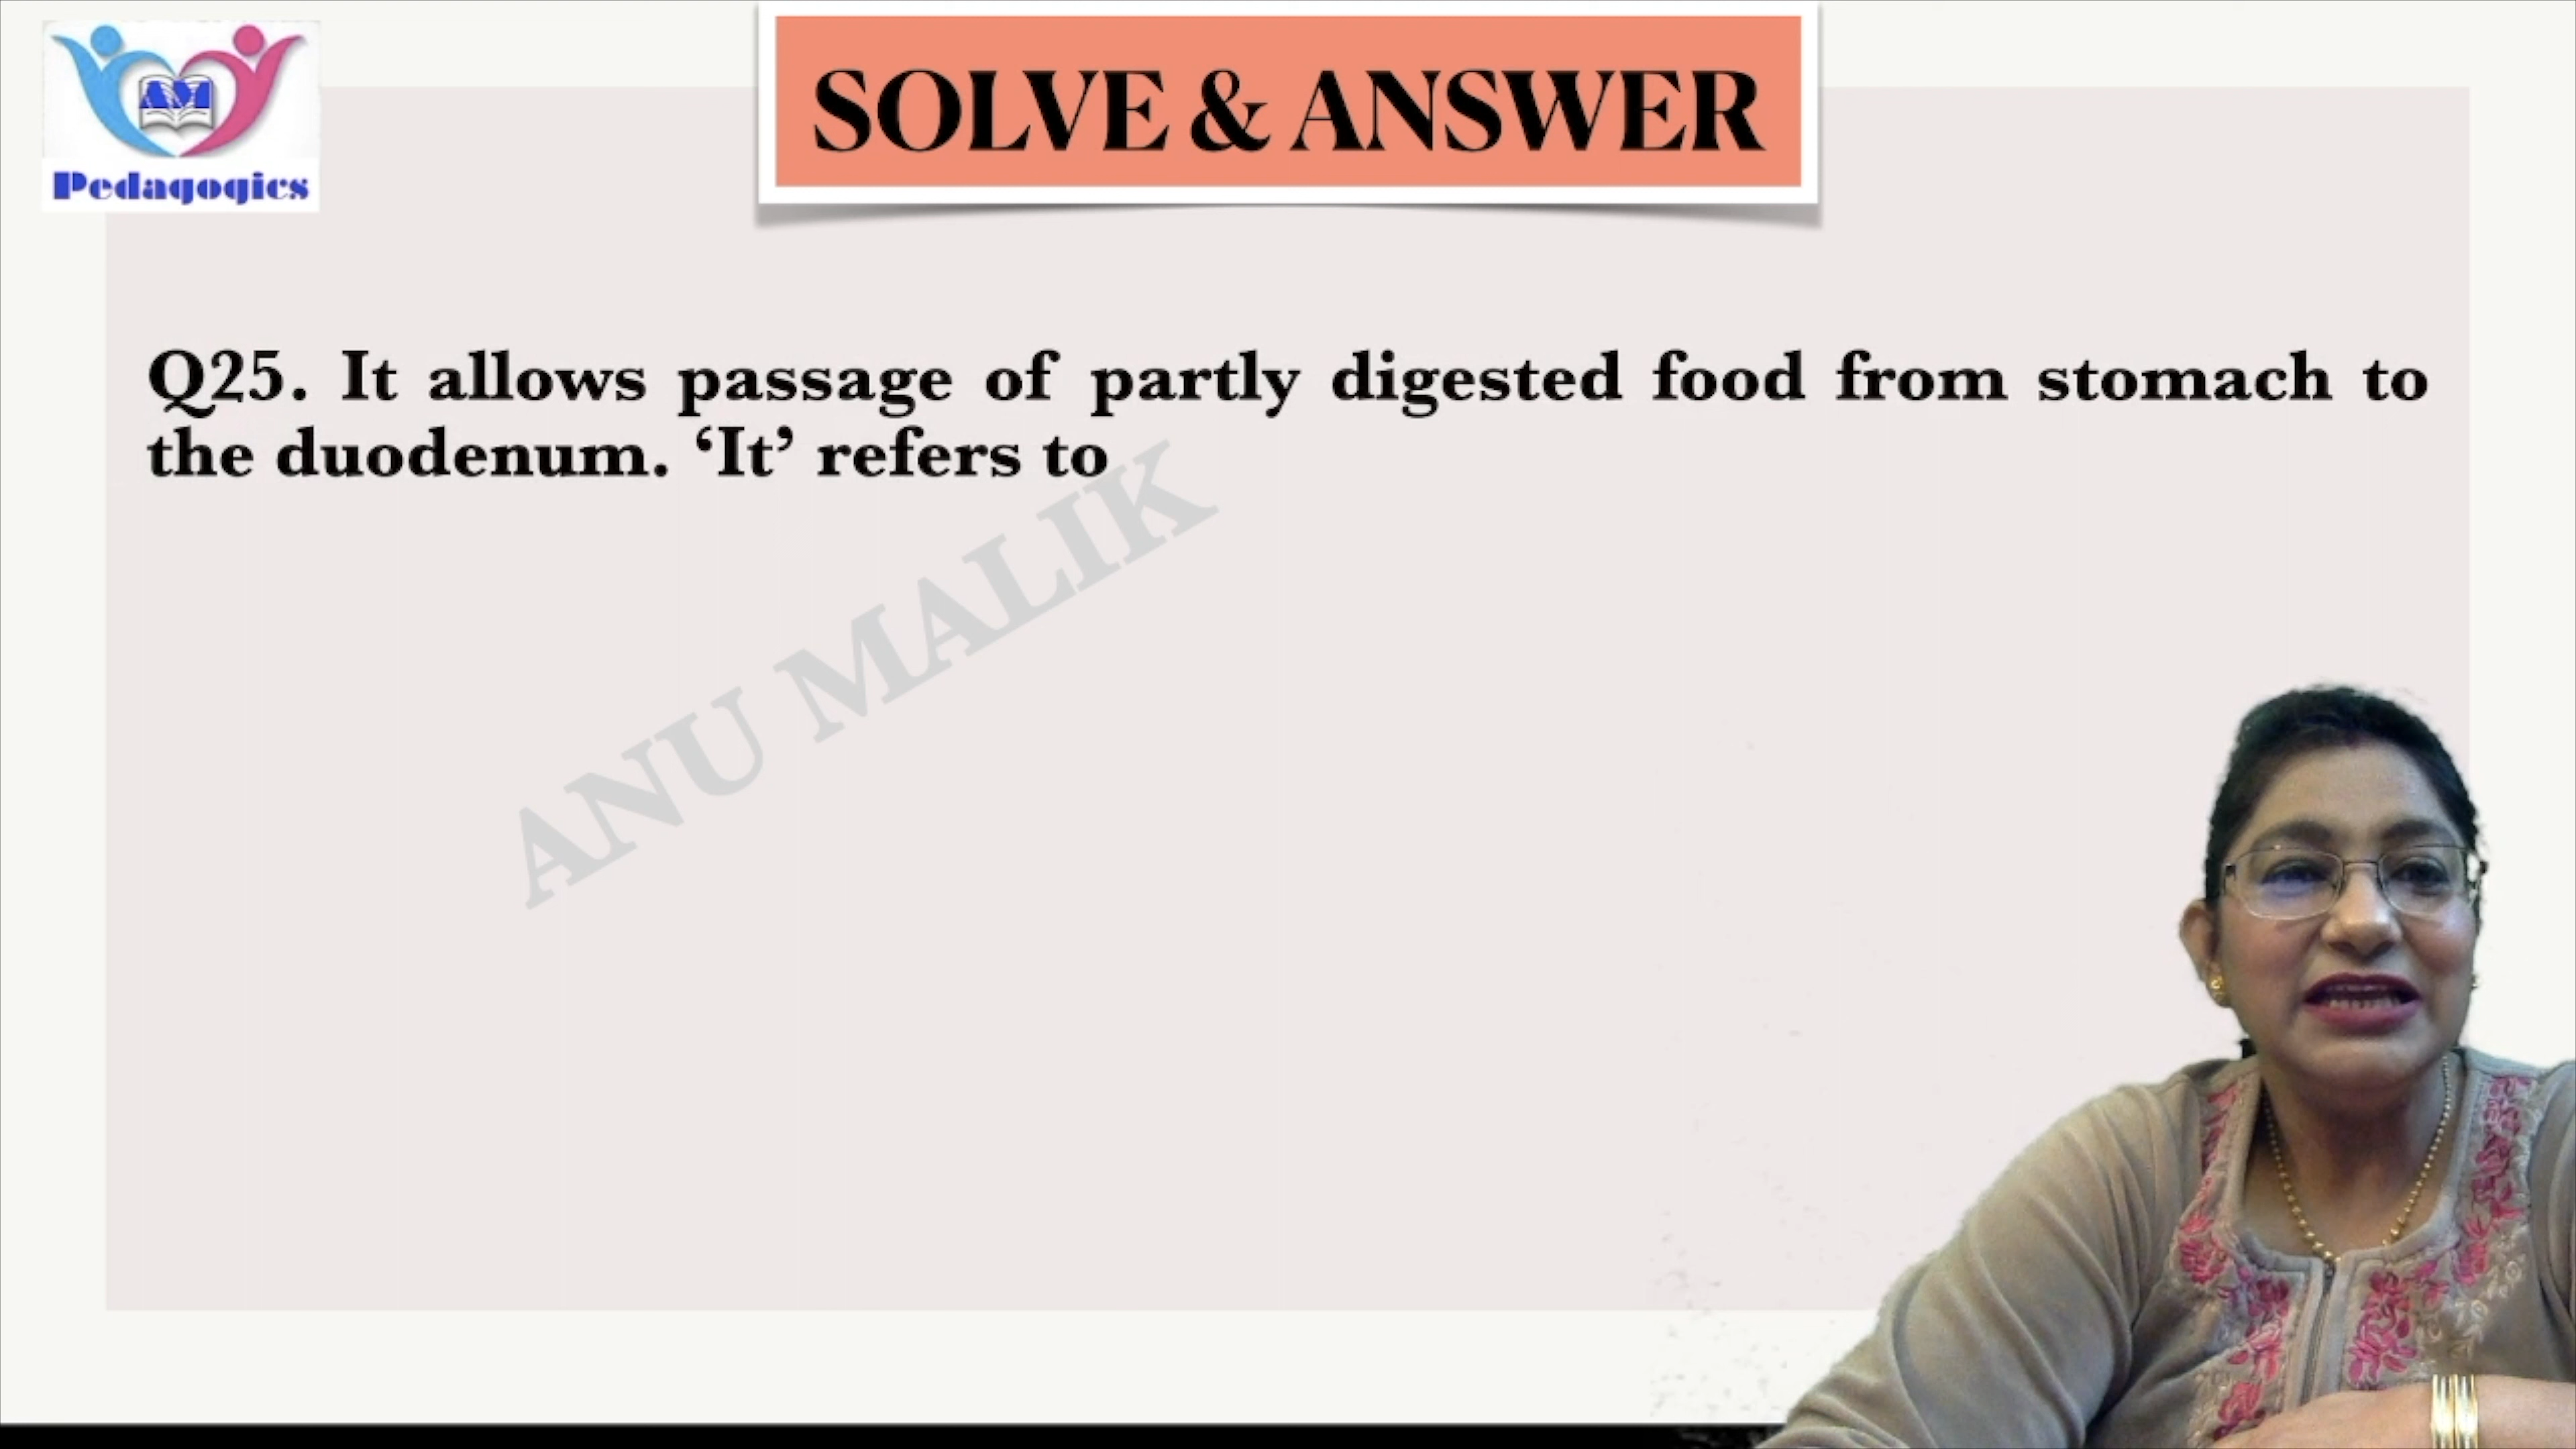 AM
Pedagogics
SOLVE & ANSWER
Q25. It allows passage of partly digested food from stomach to
the duodenum. ‘It’ refers to
ANU MALIK